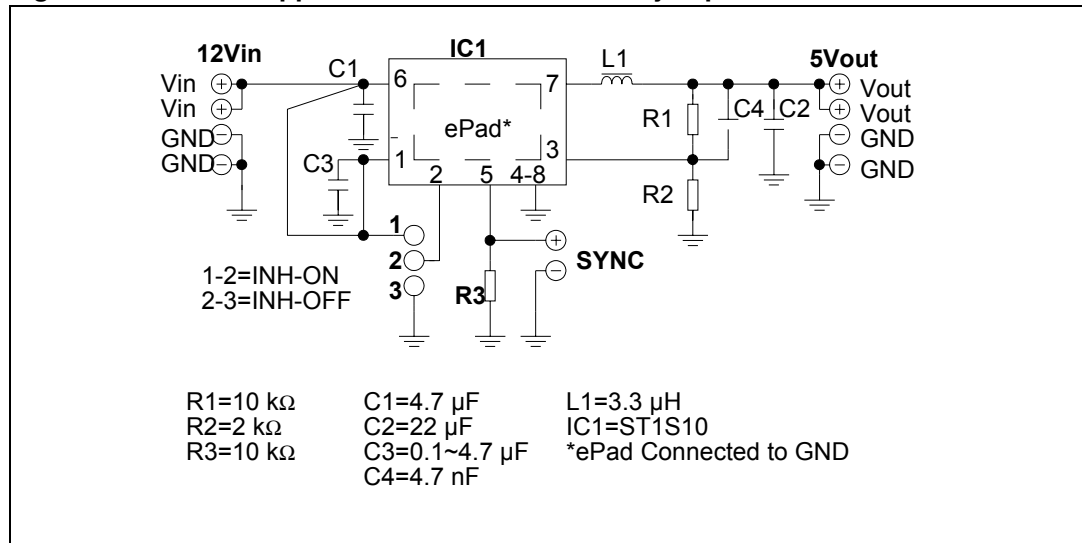 12Vin
IC1
L1
5Vout
Vin
C1
6
7
Vout
Vin
R1
C4
C2
Vout
GND
ePad*
GND
GND
C3
1
3
GND
2
5
4-8
R2
1
2
SYNC
1-2=INH-ON
2-3=INH-OFF
3
R3
R1=10 kΩ
C1=4.7 µF
L1=3.3 µH
R2=2 kΩ
C2=22 µF
IC1=ST1S10
R3=10 kΩ
C3=0.1~4.7 µF
*ePad Connected to GND
C4=4.7 nF